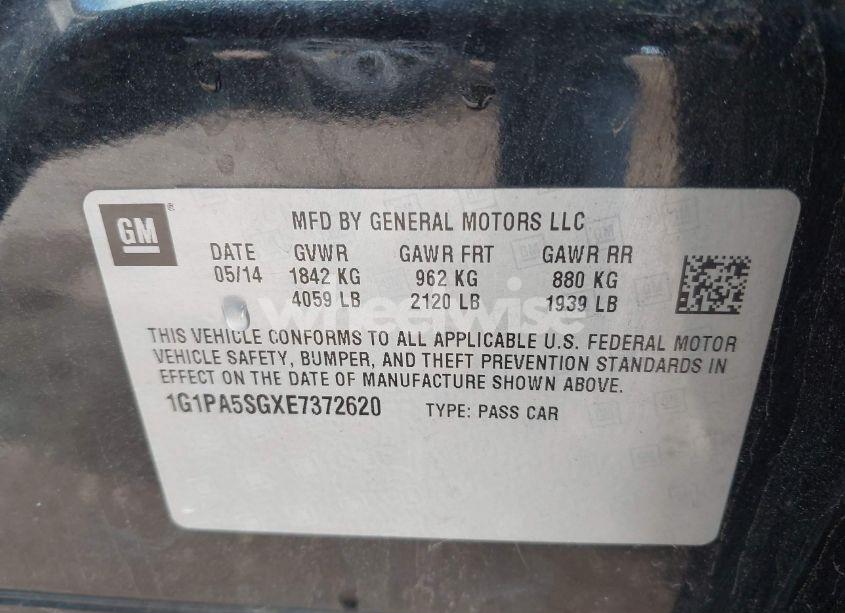 GM®
MFD BY GENERAL MOTORS LLC
DATE GVWR GAWR FRT GAWR RR
05/14 1842 KG 962 KG 880 KG
4059 LB 2120 LB 1939 LB
wheelwise
THIS VEHICLE CONFORMS TO ALL APPLICABLE U.S. FEDERAL MOTOR
VEHICLE SAFETY, BUMPER, AND THEFT PREVENTION STANDARDS IN
EFFECT ON THE DATE OF MANUFACTURE SHOWN ABOVE.
1G1PA5SGXE7372620 TYPE: PASS CAR